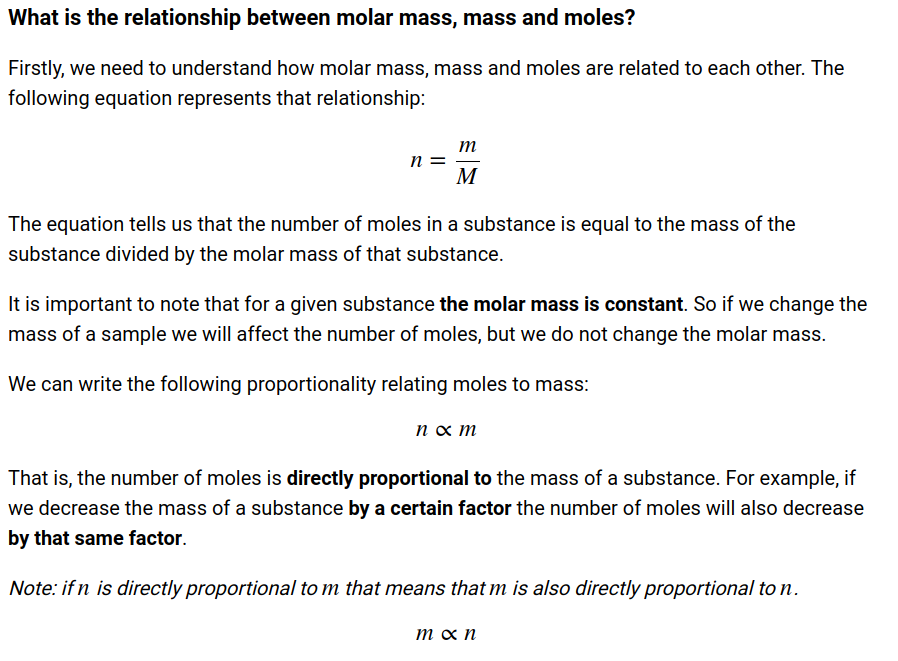 What is the relationship between molar mass, mass and moles?
Firstly, we need to understand how molar mass, mass and moles are related to each other. The
following equation represents that relationship:
n = m/M
The equation tells us that the number of moles in a substance is equal to the mass of the
substance divided by the molar mass of that substance.
It is important to note that for a given substance the molar mass is constant. So if we change the
mass of a sample we will affect the number of moles, but we do not change the molar mass.
We can write the following proportionality relating moles to mass:
n ∝ m
That is, the number of moles is directly proportional to the mass of a substance. For example, if
we decrease the mass of a substance by a certain factor the number of moles will also decrease
by that same factor.
Note: if n is directly proportional to m that means that m is also directly proportional to n.
m ∝ n